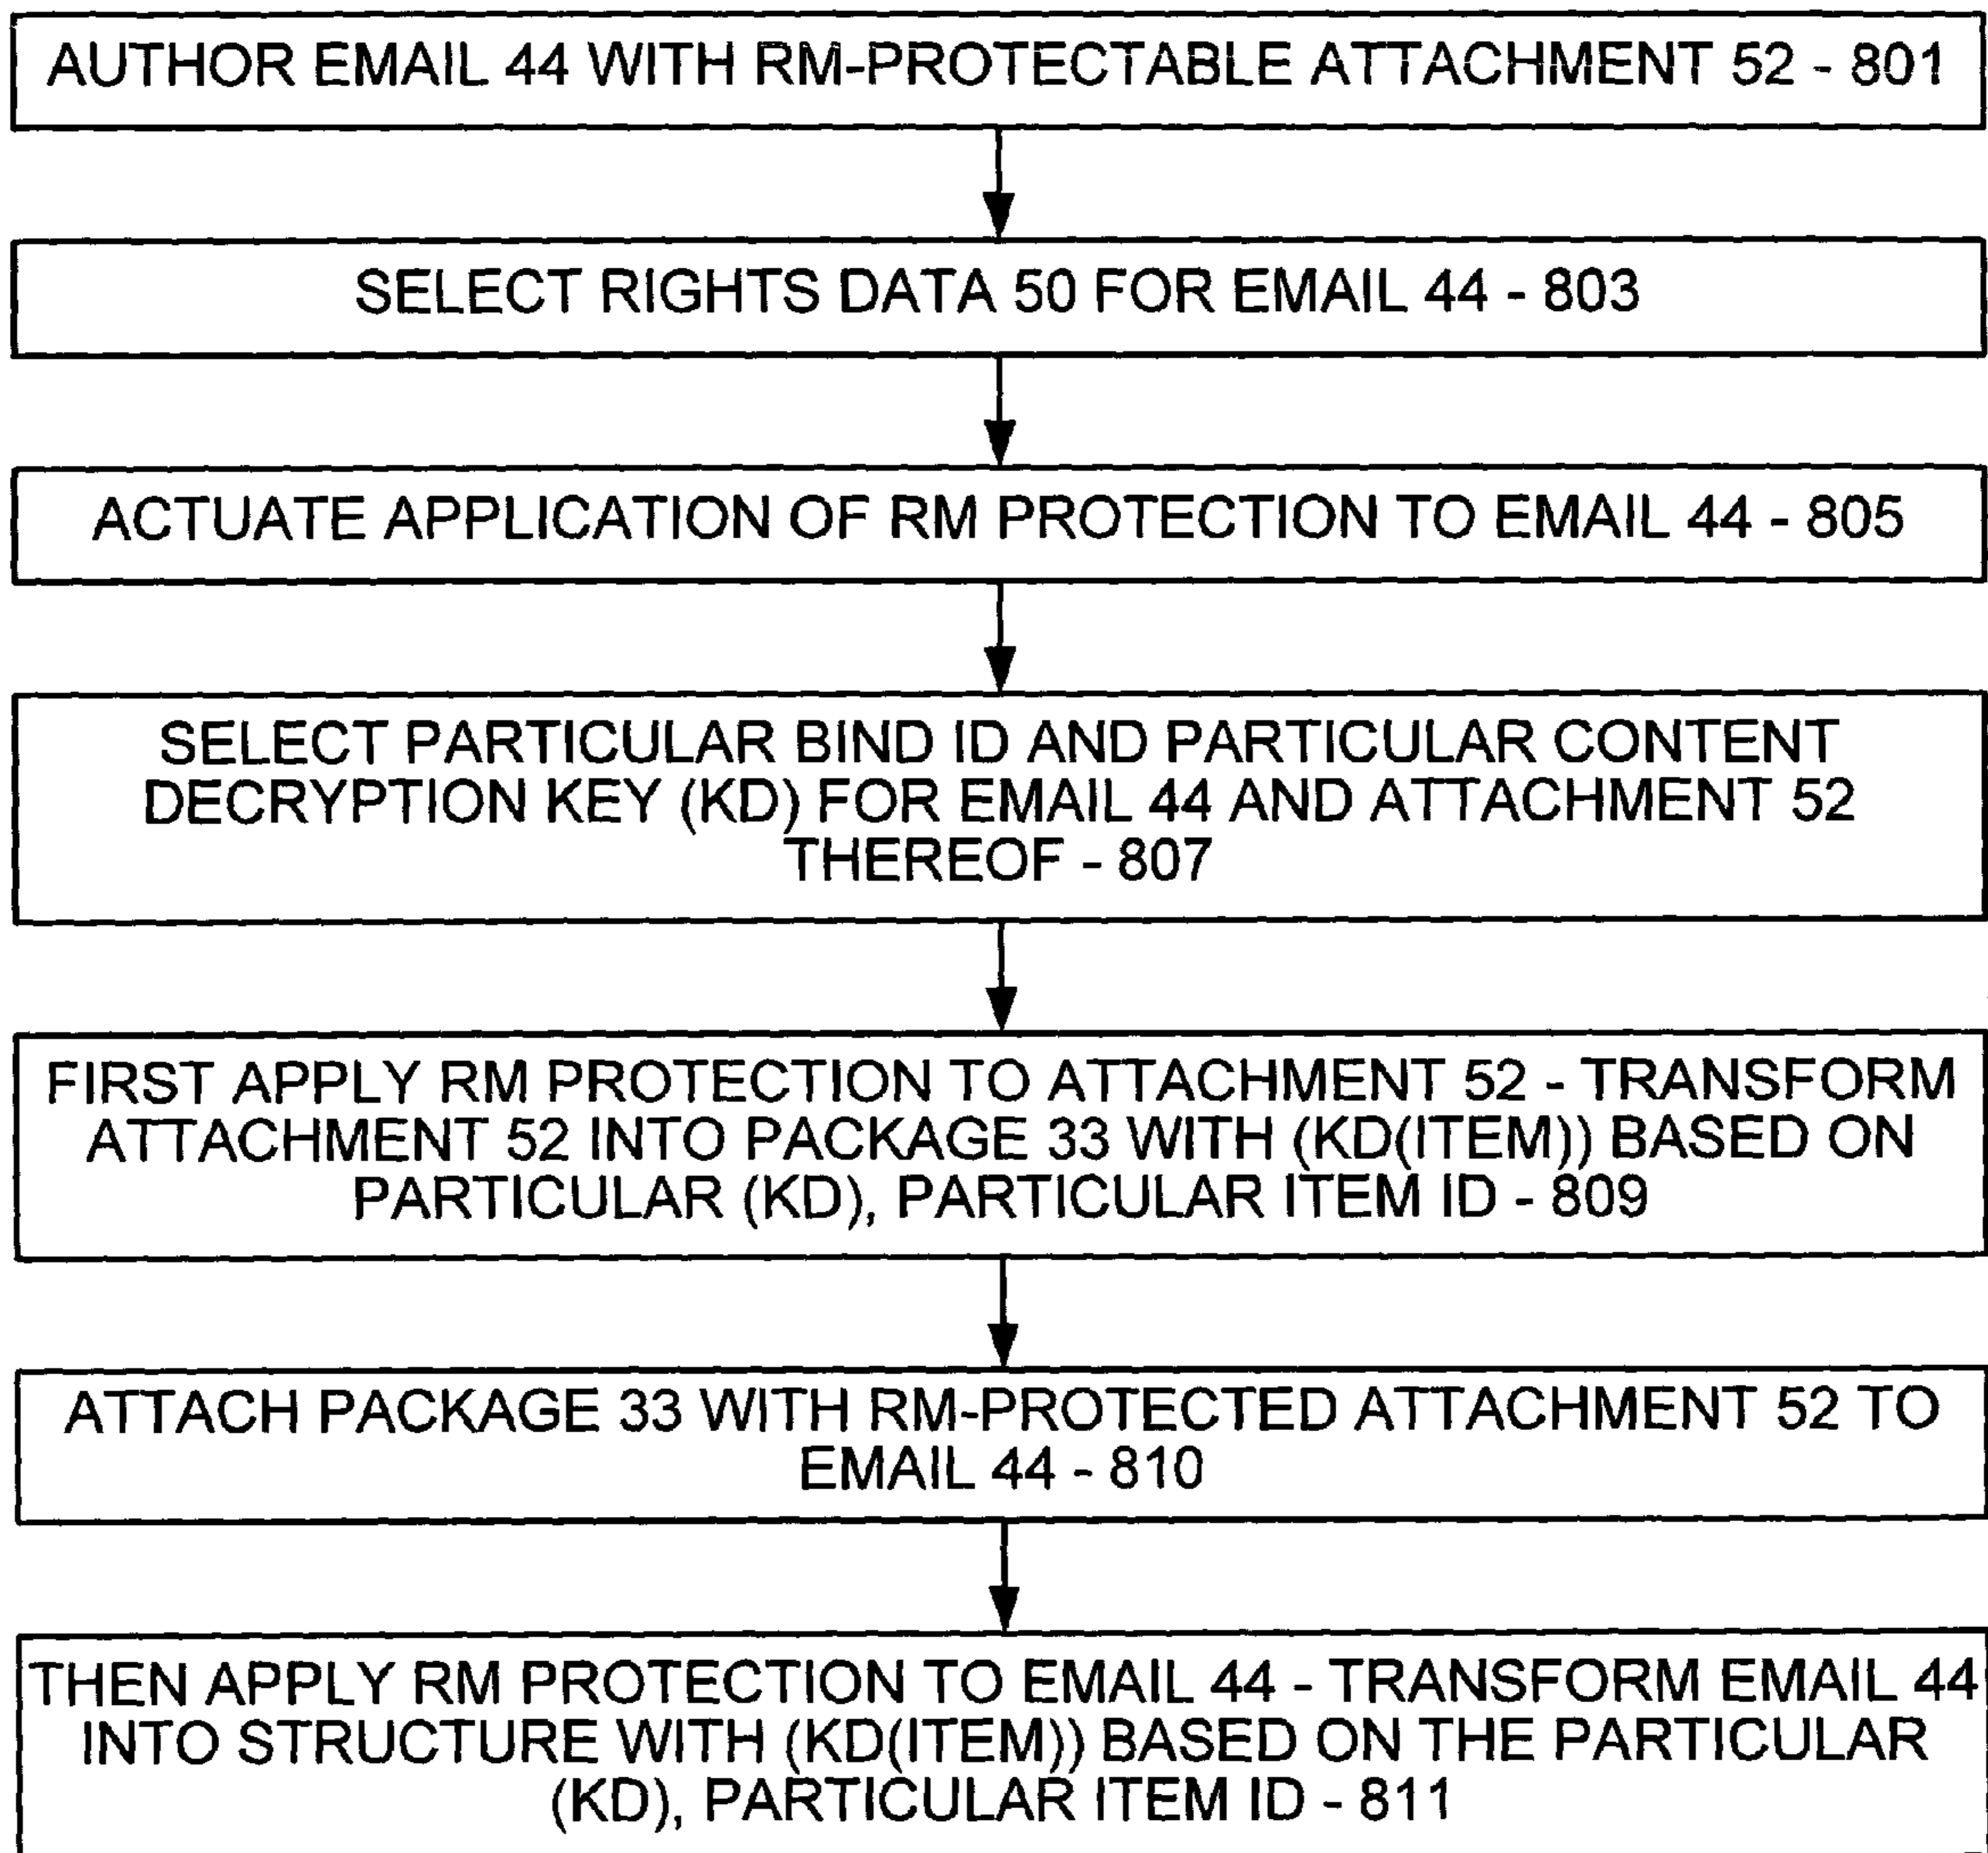 AUTHOR EMAIL 44 WITH RM-PROTECTABLE ATTACHMENT 52 - 801
SELECT RIGHTS DATA 50 FOR EMAIL 44 - 803
ACTUATE APPLICATION OF RM PROTECTION TO EMAIL 44 - 805
SELECT PARTICULAR BIND ID AND PARTICULAR CONTENT
DECRYPTION KEY (KD) FOR EMAIL 44 AND ATTACHMENT 52
THEREOF - 807
FIRST APPLY RM PROTECTION TO ATTACHMENT 52 - TRANSFORM
ATTACHMENT 52 INTO PACKAGE 33 WITH (KD(ITEM)) BASED ON
PARTICULAR (KD), PARTICULAR ITEM ID - 809
ATTACH PACKAGE 33 WITH RM-PROTECTED ATTACHMENT 52 TO
EMAIL 44 - 810
THEN APPLY RM PROTECTION TO EMAIL 44 - TRANSFORM EMAIL 44
INTO STRUCTURE WITH (KD(ITEM)) BASED ON THE PARTICULAR
(KD), PARTICULAR ITEM ID - 811